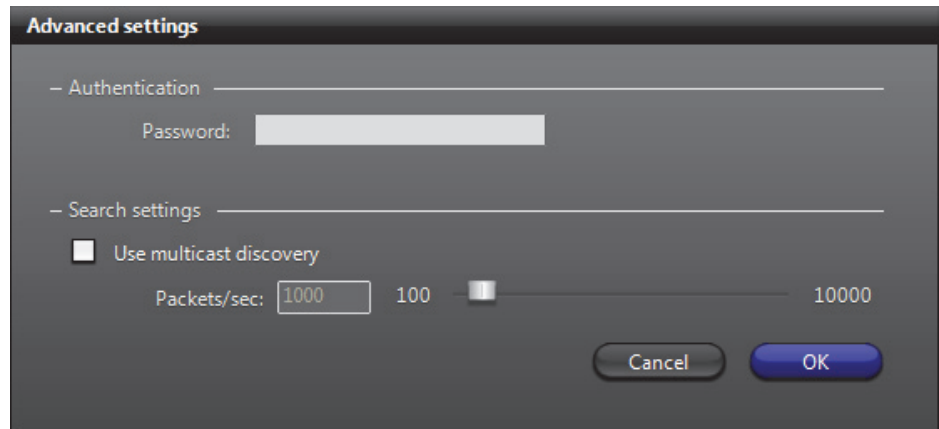 Advanced settings
Authentication
Password:
Search settings
Use multicast discovery
Packets/sec: 1000 100 10000
Cancel OK